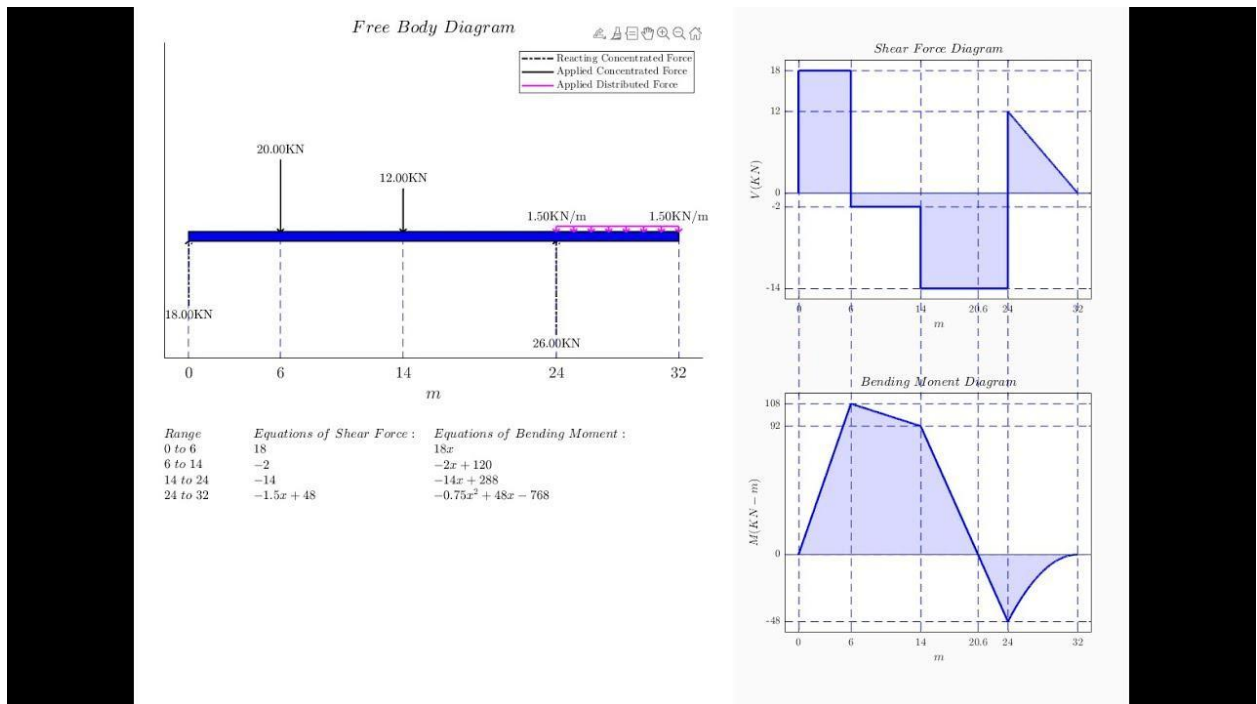 Free Body Diagram
Reacting Concentrated Force
Applied Concentrated Force
Applied Distributed Force
20.00KN
12.00KN
1.50KN/m 1.50KN/m
18.00KN
26.00KN
0 6 14 24 32
m
Range Equations of Shear Force : Equations of Bending Moment :
0 to 6 18 18x
6 to 14 −2 −2x + 120
14 to 24 −14 −14x + 288
24 to 32 −1.5x + 48 −0.75x² + 48x − 768
Shear Force Diagram
18
12
0
-2
-14
V(KN)
0 6 14 20.6 24 32
m
Bending Monent Diagram
108
92
0
-48
M(KN − m)
0 6 14 20.6 24 32
m